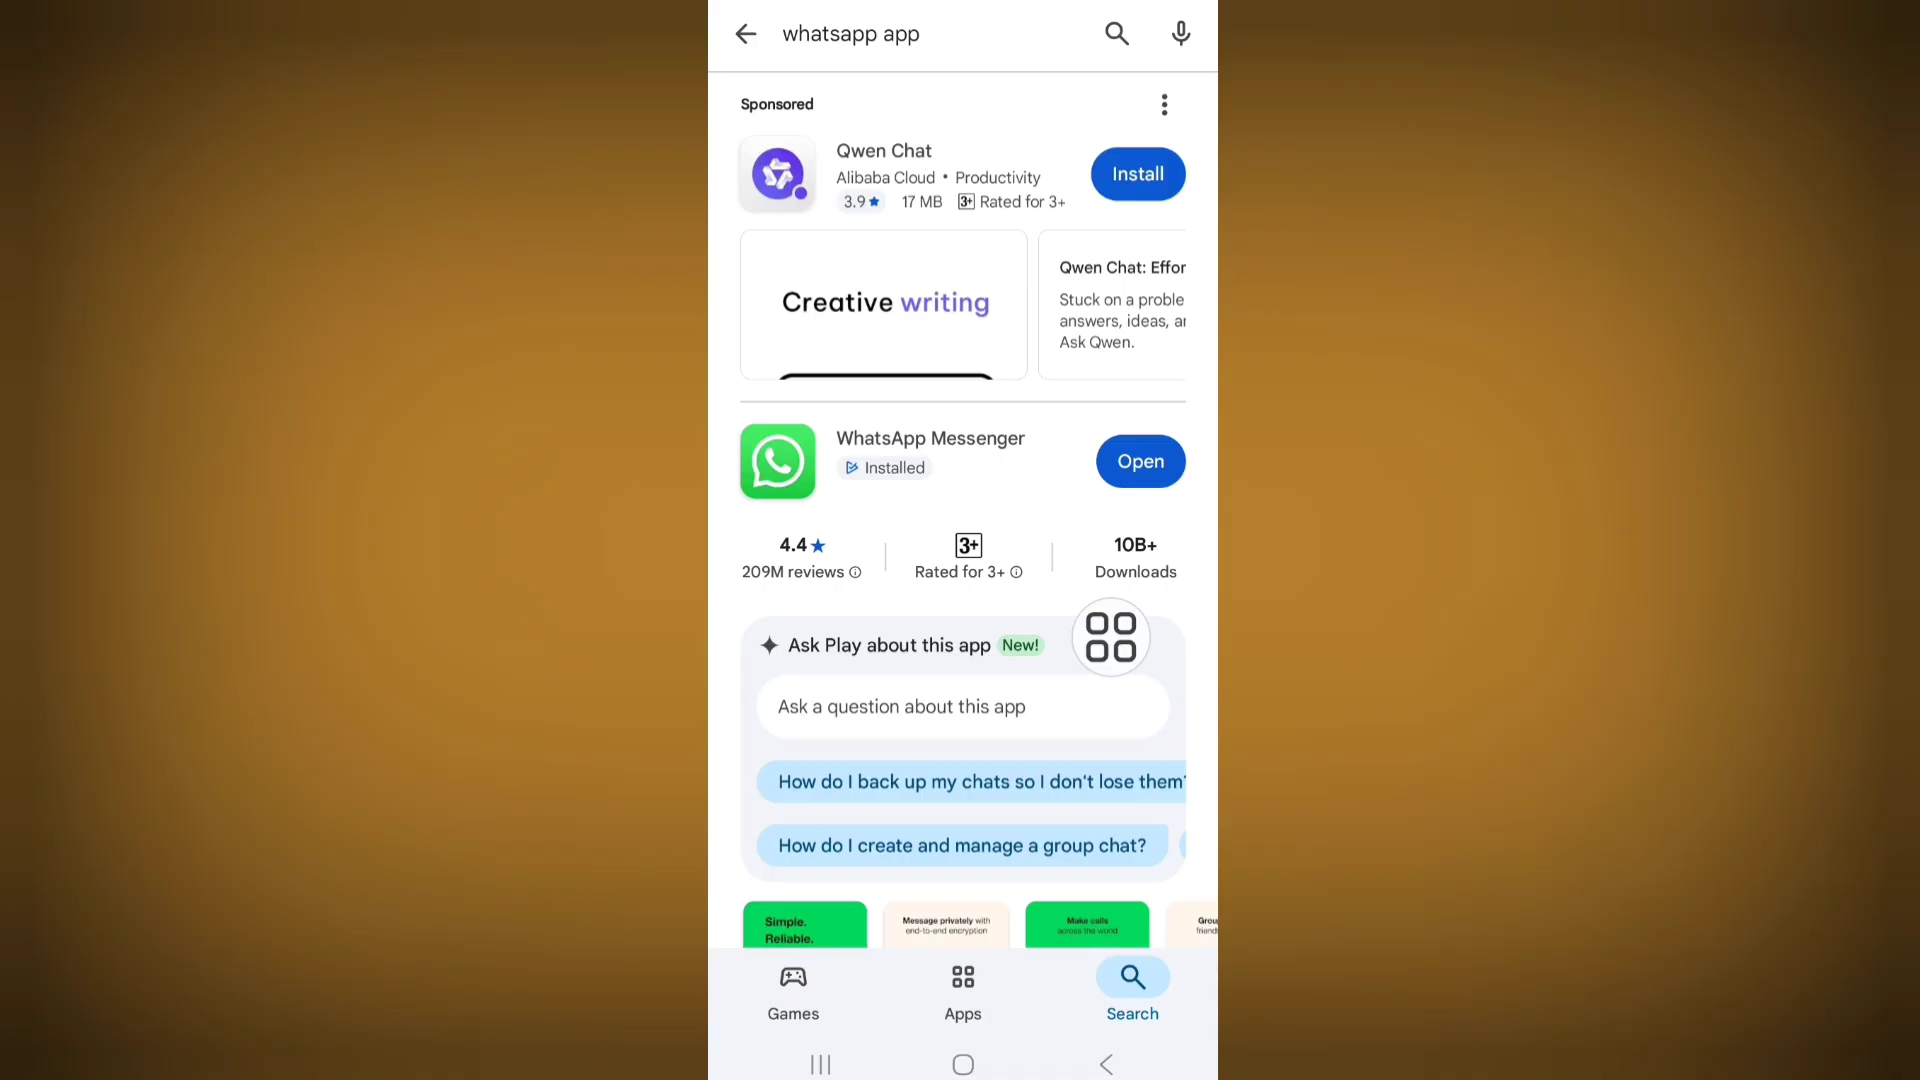 whatsapp app
Sponsored
Qwen Chat
Alibaba Cloud • Productivity
3.9★ 17 MB 3+ Rated for 3+
Install
Creative writing
Qwen Chat: Effor
Stuck on a proble
answers, ideas, ar
Ask Qwen.
WhatsApp Messenger
Installed
Open
4.4★
209M reviews
3+
Rated for 3+
10B+
Downloads
Ask Play about this app New!
Ask a question about this app
How do I back up my chats so I don't lose them?
How do I create and manage a group chat?
Simple.
Reliable.
Message privately with
end-to-end encryption
Make calls
across the world
Grou
friend
Games
Apps
Search